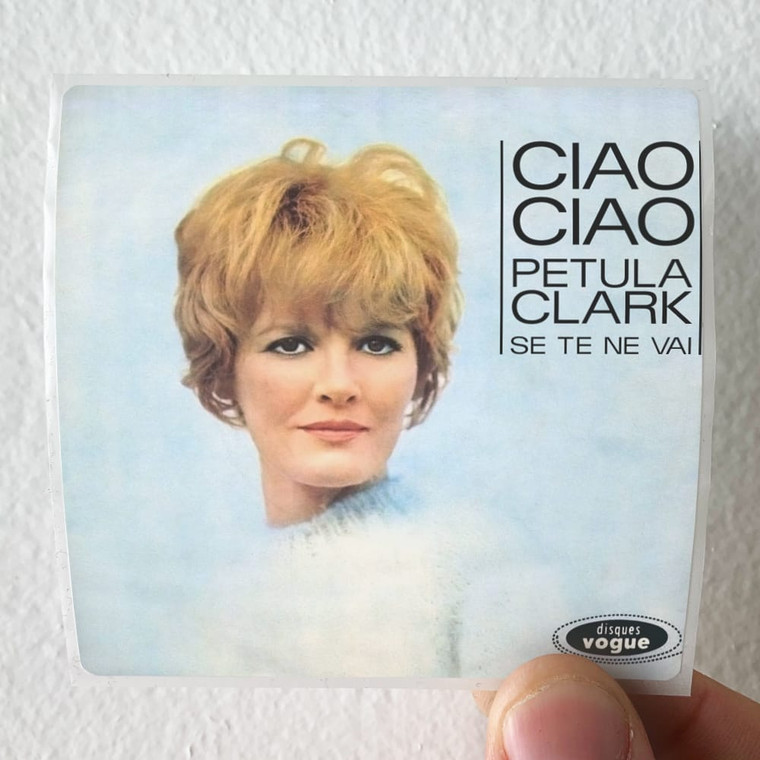 CIAO
CIAO
PETULA
CLARK
SE TE NE VAI
disques
vogue